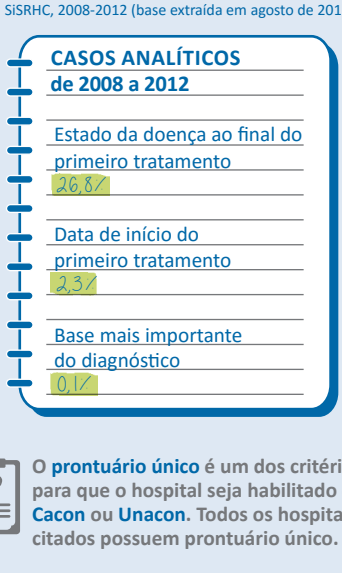 SiSRHC, 2008-2012 (base extraída em agosto de 201
CASOS ANALÍTICOS
de 2008 a 2012
Estado da doença ao final do
primeiro tratamento
26,8%
Data de início do
primeiro tratamento
2,3%
Base mais importante
do diagnóstico
0,1%
O prontuário único é um dos critéri
para que o hospital seja habilitado
Cacon ou Unacon. Todos os hospita
citados possuem prontuário único.